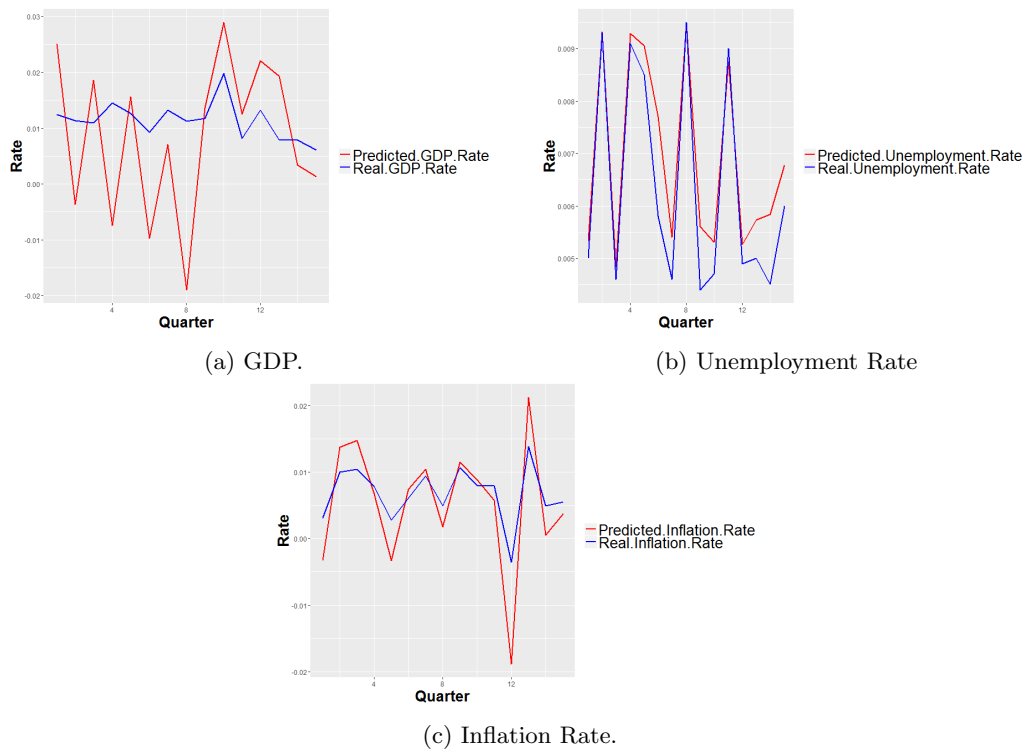 0.03
0.02
0.01
0.00
-0.01
-0.02
Rate
4
8
12
Quarter
Predicted.GDP.Rate
Real.GDP.Rate
(a) GDP.
0.009
0.008
0.007
0.006
0.005
Rate
4
8
12
Quarter
Predicted.Unemployment.Rate
Real.Unemployment.Rate
(b) Unemployment Rate
0.02
0.01
0.00
-0.01
-0.02
Rate
4
8
12
Quarter
Predicted.Inflation.Rate
Real.Inflation.Rate
(c) Inflation Rate.